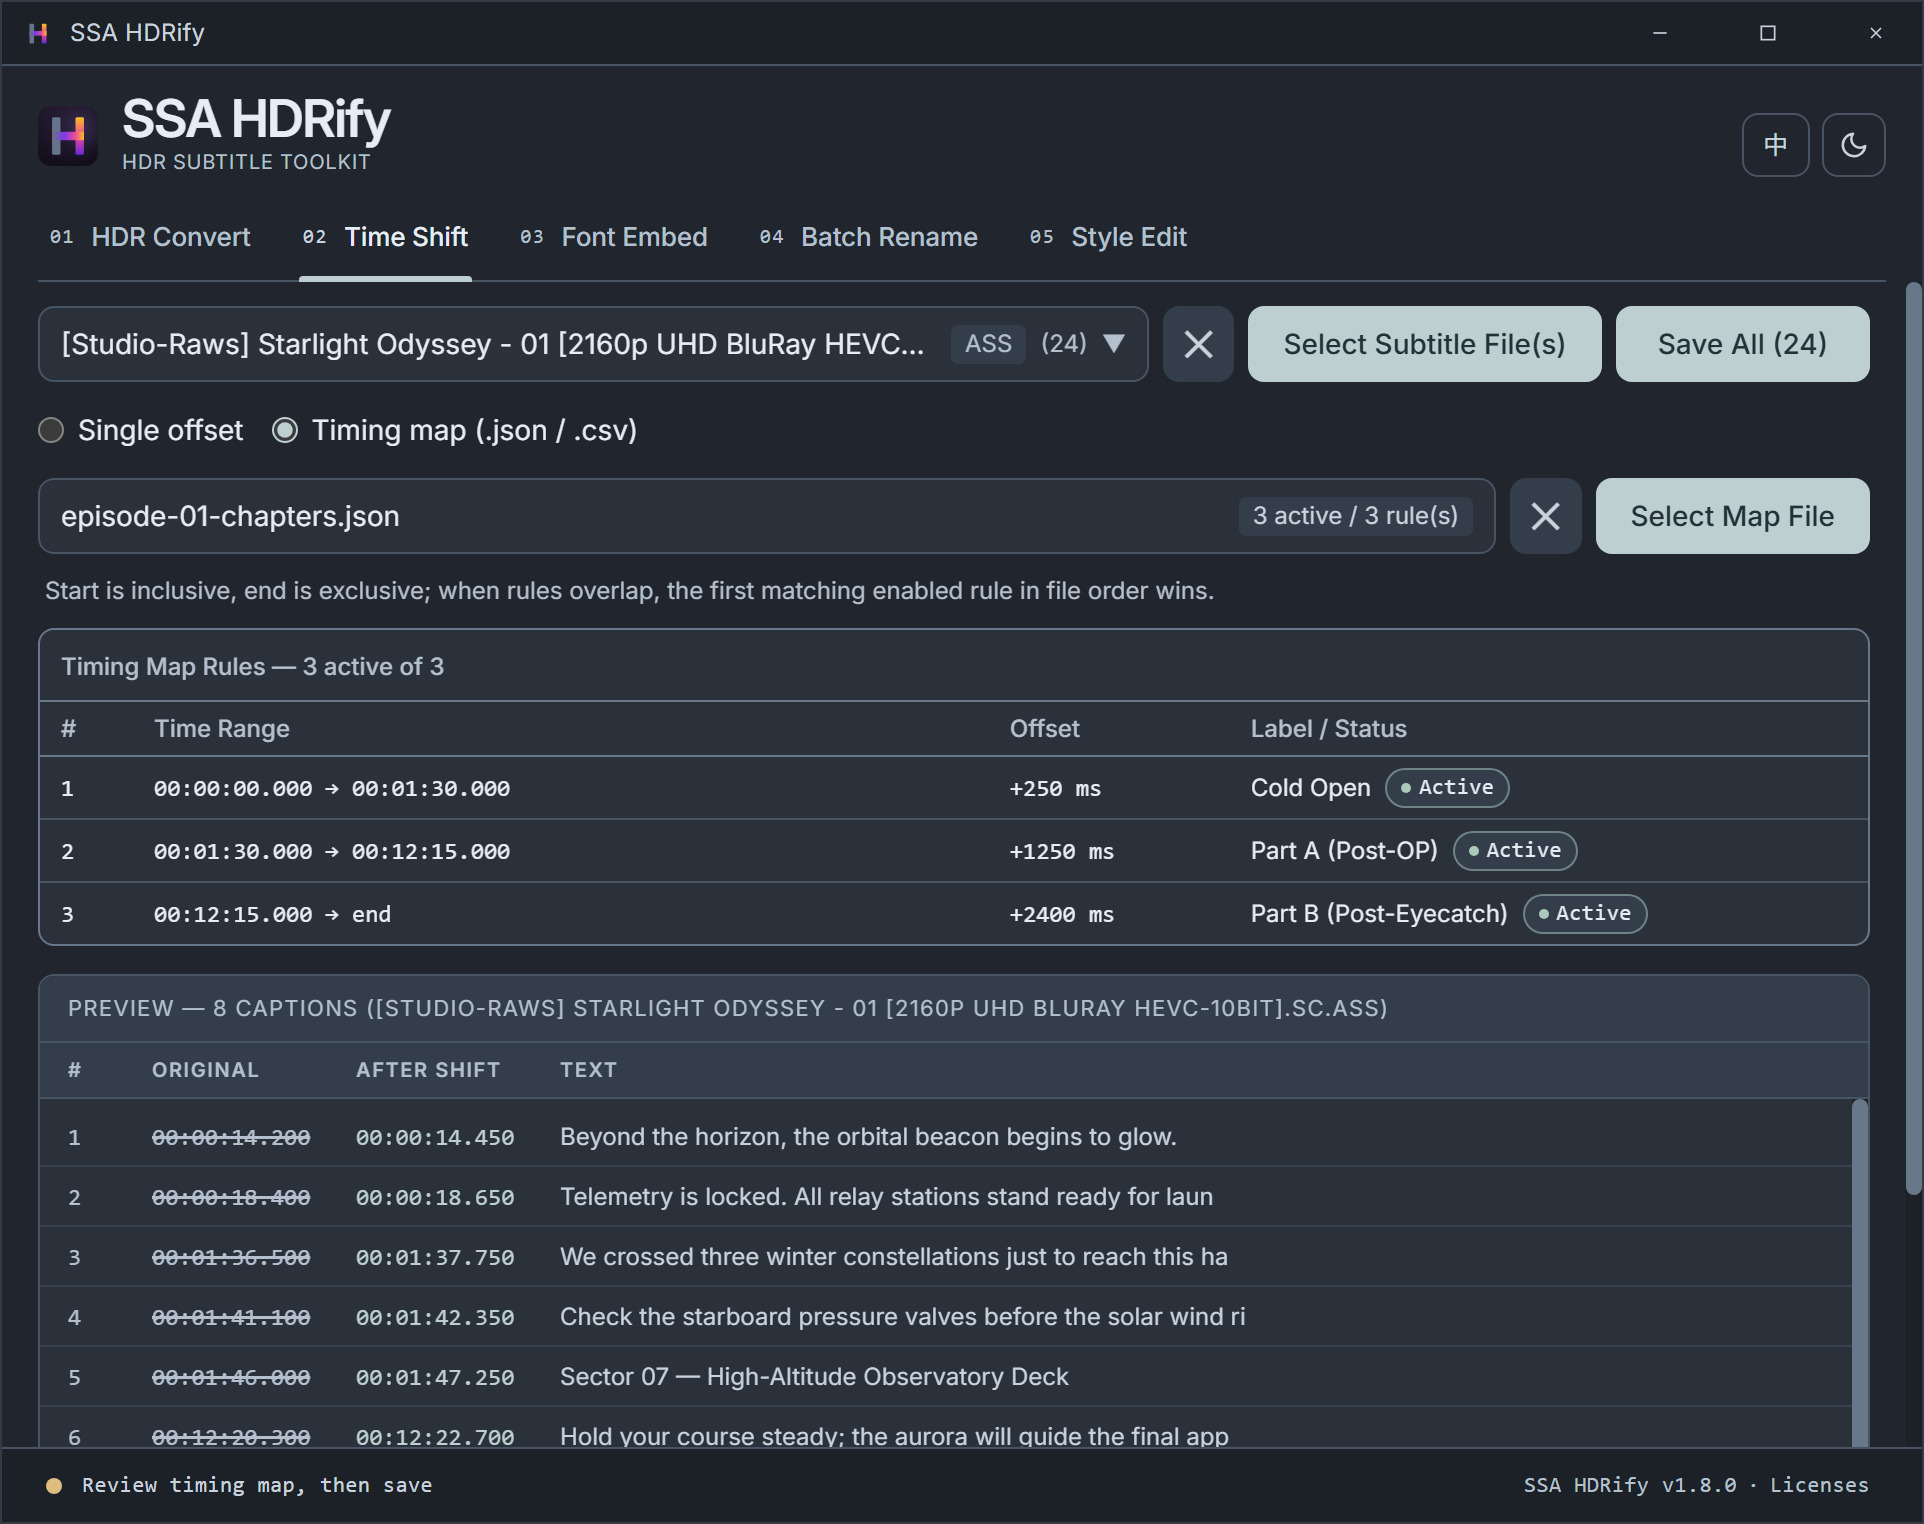 SSA HDRify
SSA HDRify
HDR SUBTITLE TOOLKIT
中
01 HDR Convert 02 Time Shift 03 Font Embed 04 Batch Rename 05 Style Edit
[Studio-Raws] Starlight Odyssey - 01 [2160p UHD BluRay HEVC... ASS (24) ▼ Select Subtitle File(s) Save All (24)
Single offset Timing map (.json / .csv)
episode-01-chapters.json 3 active / 3 rule(s) Select Map File
Start is inclusive, end is exclusive; when rules overlap, the first matching enabled rule in file order wins.
Timing Map Rules — 3 active of 3
# Time Range Offset Label / Status
1 00:00:00.000 → 00:01:30.000 +250 ms Cold Open Active
2 00:01:30.000 → 00:12:15.000 +1250 ms Part A (Post-OP) Active
3 00:12:15.000 → end +2400 ms Part B (Post-Eyecatch) Active
PREVIEW — 8 CAPTIONS ([STUDIO-RAWS] STARLIGHT ODYSSEY - 01 [2160P UHD BLURAY HEVC-10BIT].SC.ASS)
# ORIGINAL AFTER SHIFT TEXT
1 00:00:14.200 00:00:14.450 Beyond the horizon, the orbital beacon begins to glow.
2 00:00:18.400 00:00:18.650 Telemetry is locked. All relay stations stand ready for laun
3 00:01:36.500 00:01:37.750 We crossed three winter constellations just to reach this ha
4 00:01:41.100 00:01:42.350 Check the starboard pressure valves before the solar wind ri
5 00:01:46.000 00:01:47.250 Sector 07 — High-Altitude Observatory Deck
6 00:12:20.300 00:12:22.700 Hold your course steady; the aurora will guide the final app
Review timing map, then save SSA HDRify v1.8.0 · Licenses